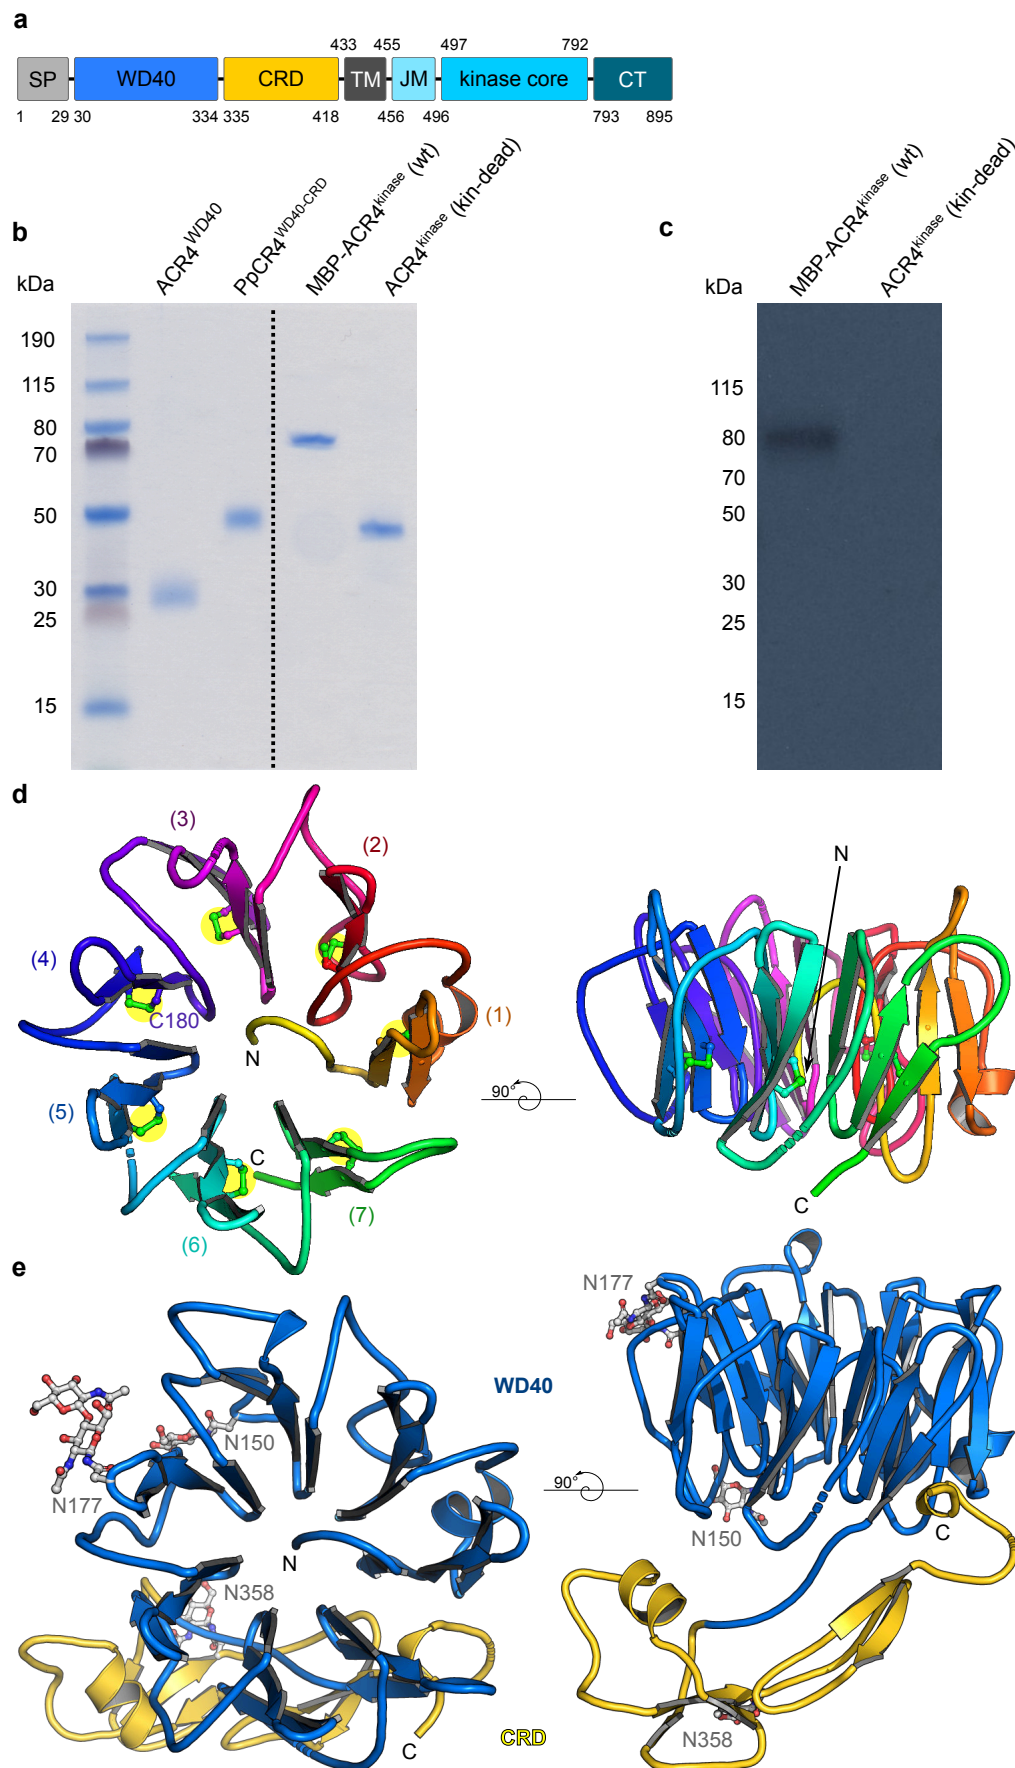 a
433 455 497 792
SP WD40 CRD TM JM kinase core CT
1 29 30 334 335 418 456 496 793 895
b
kDa
ACR4WD40
PpCR4WD40-CRD
MBP-ACR4kinase (wt)
ACR4kinase (kin-dead)
190
115
80
70
50
30
25
15
c
kDa
MBP-ACR4kinase (wt)
ACR4kinase (kin-dead)
115
80
70
50
30
25
15
d
(3)
(2)
(4)
C180
(1)
N
(5)
C
(7)
(6)
90°
N
C
e
N177
N150
WD40
N
N358
C
CRD
90°
N177
N150
C
N358